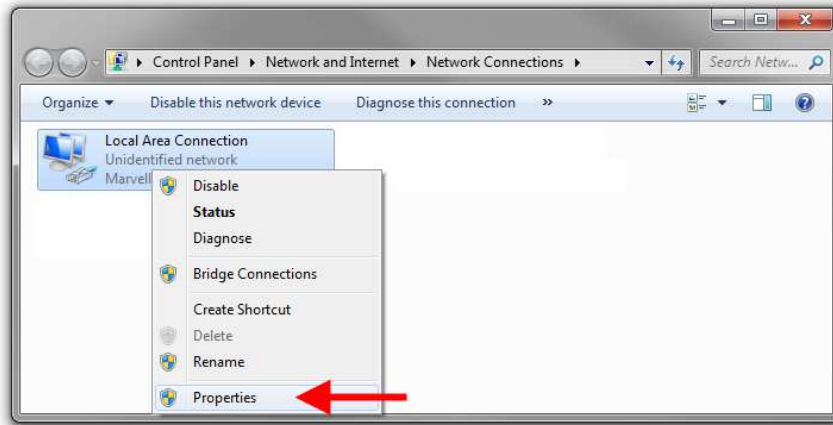 Control Panel ▸ Network and Internet ▸ Network Connections ▸
Search Netw...
Organize
Disable this network device
Diagnose this connection
»
Local Area Connection
Unidentified network
Marvell
Disable
Status
Diagnose
Bridge Connections
Create Shortcut
Delete
Rename
Properties